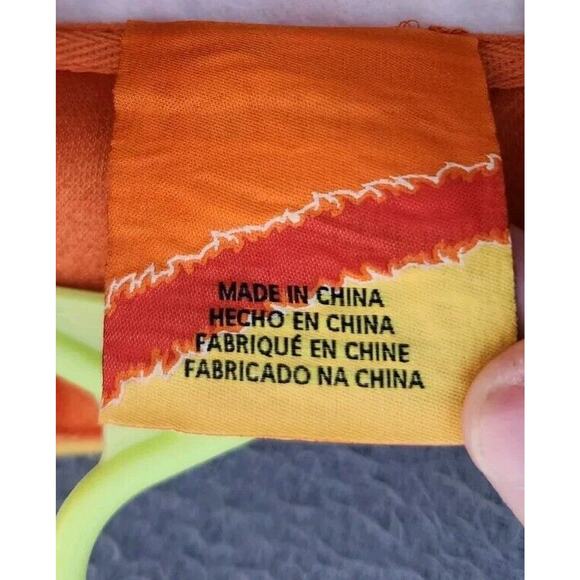 MADE IN CHINA
HECHO EN CHINA
FABRIQUÉ EN CHINE
FABRICADO NA CHINA